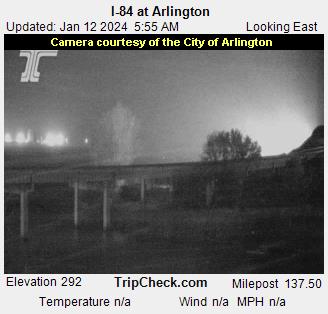 I-84 at Arlington
Updated: Jan 12 2024 5:55 AM Looking East
Camera courtesy of the City of Arlington
Elevation 292 TripCheck.com Milepost 137.50
Temperature n/a Wind n/a MPH n/a